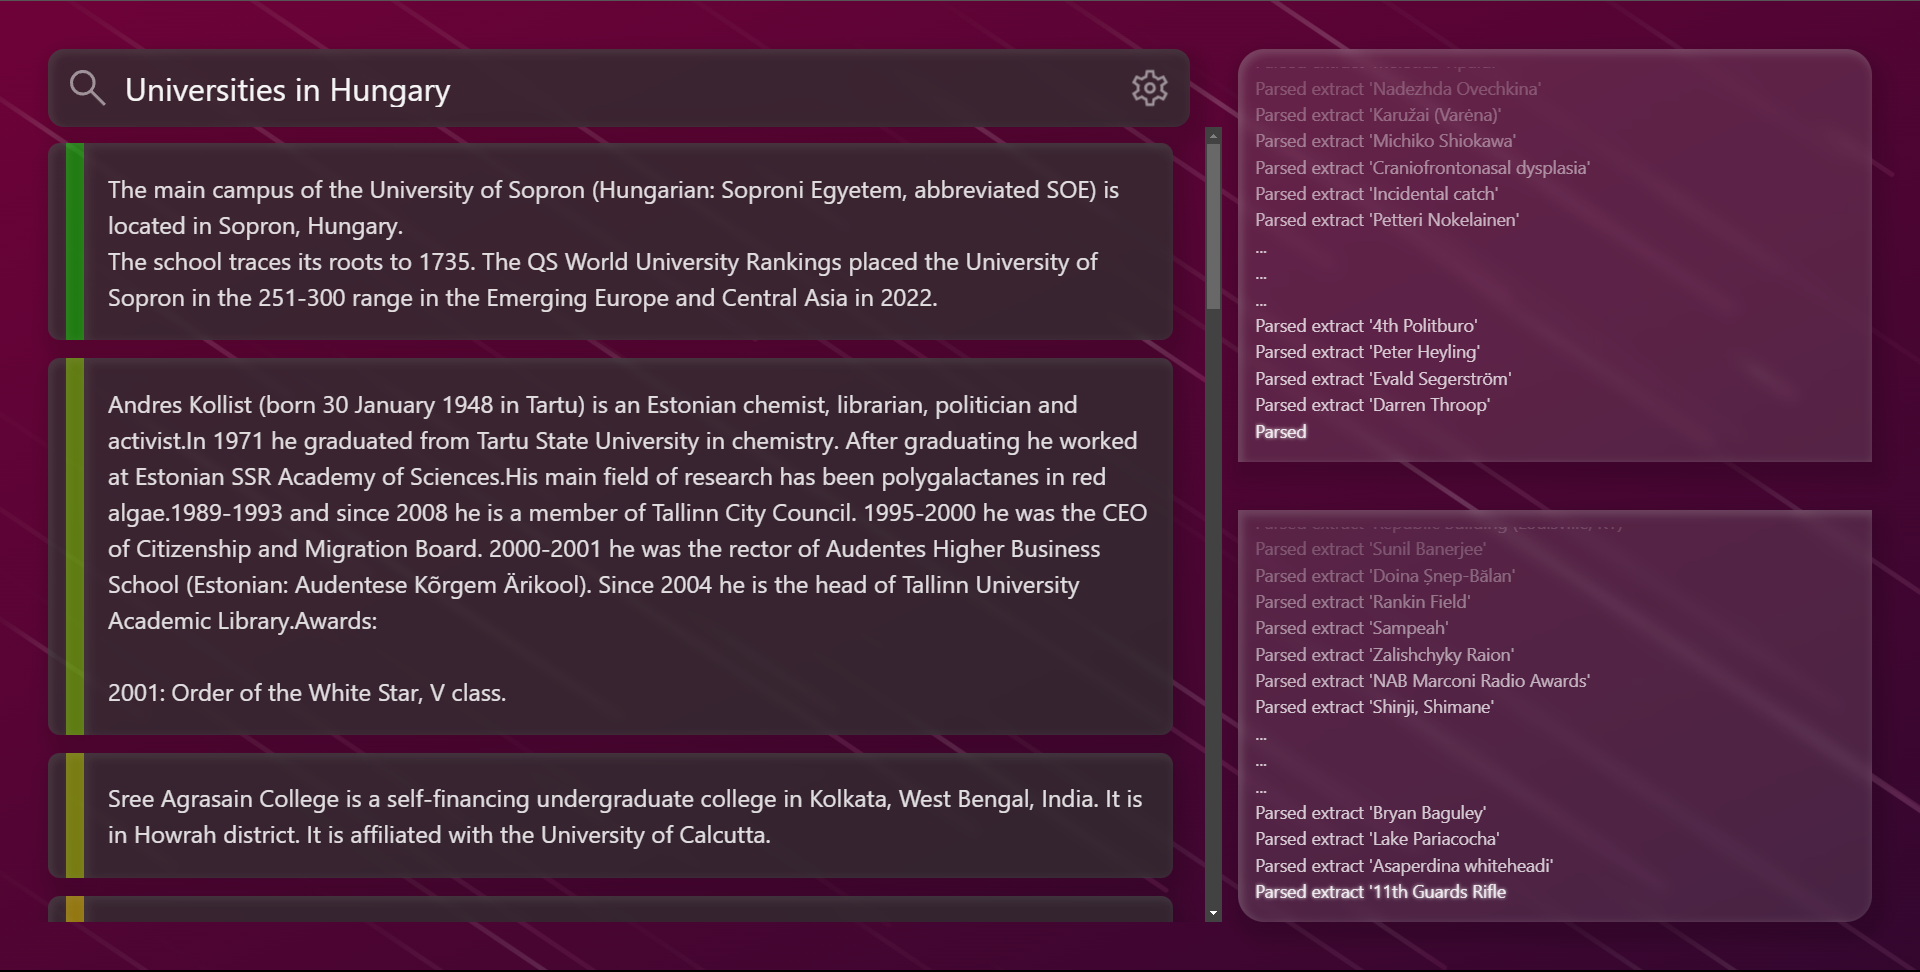 Universities in Hungary
The main campus of the University of Sopron (Hungarian: Soproni Egyetem, abbreviated SOE) is
located in Sopron, Hungary.
The school traces its roots to 1735. The QS World University Rankings placed the University of
Sopron in the 251-300 range in the Emerging Europe and Central Asia in 2022.
Andres Kollist (born 30 January 1948 in Tartu) is an Estonian chemist, librarian, politician and
activist.In 1971 he graduated from Tartu State University in chemistry. After graduating he worked
at Estonian SSR Academy of Sciences.His main field of research has been polygalactanes in red
algae.1989-1993 and since 2008 he is a member of Tallinn City Council. 1995-2000 he was the CEO
of Citizenship and Migration Board. 2000-2001 he was the rector of Audentes Higher Business
School (Estonian: Audentese Kõrgem Ärikool). Since 2004 he is the head of Tallinn University
Academic Library.Awards:
2001: Order of the White Star, V class.
Sree Agrasain College is a self-financing undergraduate college in Kolkata, West Bengal, India. It is
in Howrah district. It is affiliated with the University of Calcutta.
Parsed extract
Parsed extract 'Nadezhda Ovechkina'
Parsed extract 'Karužai (Varėna)'
Parsed extract 'Michiko Shiokawa'
Parsed extract 'Craniofrontonasal dysplasia'
Parsed extract 'Incidental catch'
Parsed extract 'Petteri Nokelainen'
...
...
...
Parsed extract '4th Politburo'
Parsed extract 'Peter Heyling'
Parsed extract 'Evald Segerström'
Parsed extract 'Darren Throop'
Parsed
Parsed extract 'Republic Building (Louisville, KY)'
Parsed extract 'Sunil Banerjee'
Parsed extract 'Doina Șnep-Bălan'
Parsed extract 'Rankin Field'
Parsed extract 'Sampeah'
Parsed extract 'Zalishchyky Raion'
Parsed extract 'NAB Marconi Radio Awards'
Parsed extract 'Shinji, Shimane'
...
...
...
Parsed extract 'Bryan Baguley'
Parsed extract 'Lake Pariacocha'
Parsed extract 'Asaperdina whiteheadi'
Parsed extract '11th Guards Rifle